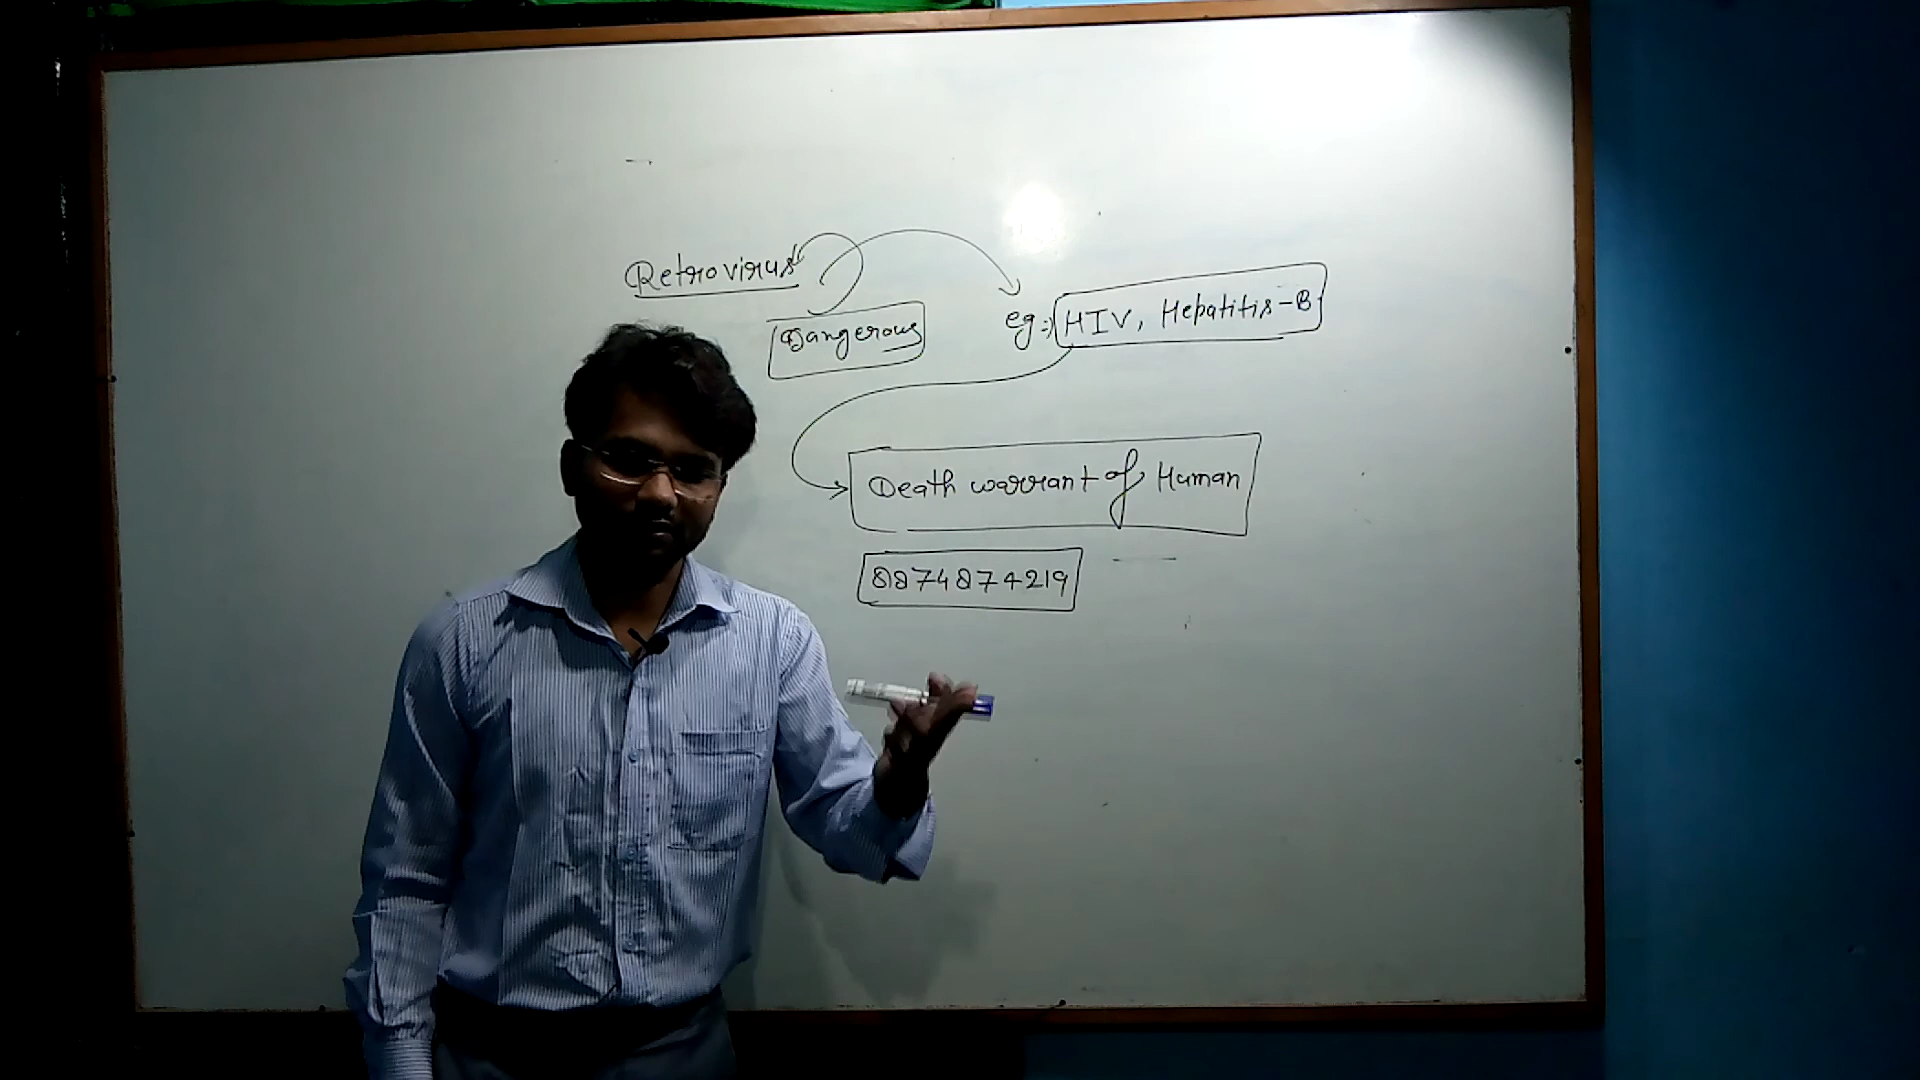 Retrovirus
Dangerous
eg:) HIV, Hepatitis-B
Death warrant of Human
8874874219